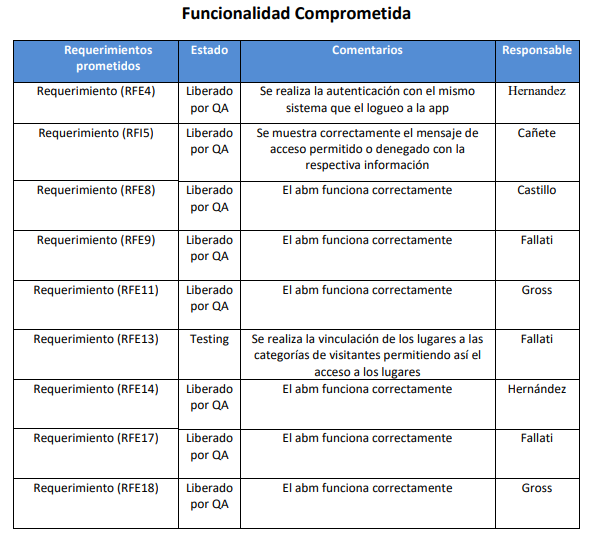 Funcionalidad Comprometida
Requerimientos prometidos Estado Comentarios Responsable
Requerimiento (RFE4) Liberado por QA Se realiza la autenticación con el mismo sistema que el logueo a la app Hernandez
Requerimiento (RFI5) Liberado por QA Se muestra correctamente el mensaje de acceso permitido o denegado con la respectiva información Cañete
Requerimiento (RFE8) Liberado por QA El abm funciona correctamente Castillo
Requerimiento (RFE9) Liberado por QA El abm funciona correctamente Fallati
Requerimiento (RFE11) Liberado por QA El abm funciona correctamente Gross
Requerimiento (RFE13) Testing Se realiza la vinculación de los lugares a las categorías de visitantes permitiendo así el acceso a los lugares Fallati
Requerimiento (RFE14) Liberado por QA El abm funciona correctamente Hernández
Requerimiento (RFE17) Liberado por QA El abm funciona correctamente Fallati
Requerimiento (RFE18) Liberado por QA El abm funciona correctamente Gross